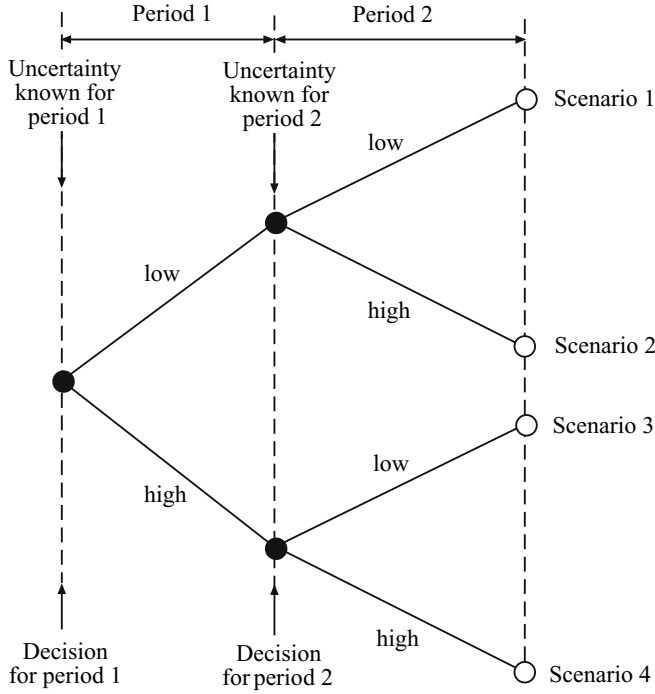 Period 1
Period 2
Uncertainty
known for
period 1
Uncertainty
known for
period 2
Scenario 1
low
low
high
Scenario 2
Scenario 3
low
high
high
Decision
for period 1
Decision
for period 2
Scenario 4